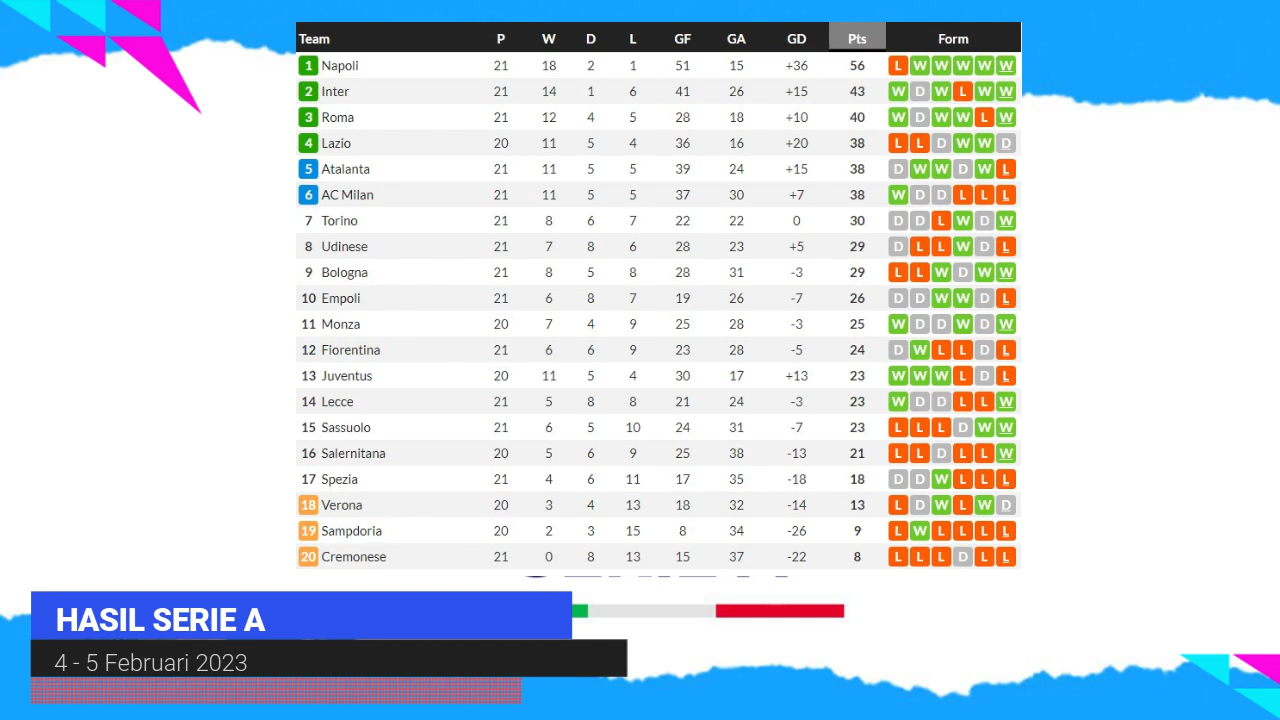 Team P W D L GF GA GD Pts Form
1 Napoli 21 18 2 1 51 15 +36 56 L W W W W W
2 Inter 21 14 1 6 41 26 +15 43 W D W L W W
3 Roma 21 12 4 5 28 18 +10 40 W D W W L W
4 Lazio 20 11 5 4 36 16 +20 38 L L D W W D
5 Atalanta 21 11 5 5 39 24 +15 38 D W W D W L
6 AC Milan 21 11 5 5 37 30 +7 38 W D D L L L
7 Torino 21 8 6 7 22 22 0 30 D D L W D W
8 Udinese 21 7 8 6 28 23 +5 29 D L L W D L
9 Bologna 21 8 5 8 28 31 -3 29 L L W D W W
10 Empoli 21 6 8 7 19 26 -7 26 D D W W D L
11 Monza 20 7 4 9 25 28 -3 25 W D D W D W
12 Fiorentina 21 6 6 9 23 28 -5 24 D W L L D L
13 Juventus 20 11 5 4 30 17 +13 23 W W W L D L
14 Lecce 21 5 8 8 21 24 -3 23 W D D L L W
15 Sassuolo 21 6 5 10 24 31 -7 23 L L L D W W
16 Salernitana 20 5 6 9 25 38 -13 21 L L D L L W
17 Spezia 21 4 6 11 17 35 -18 18 D D W L L L
18 Verona 20 3 4 13 18 32 -14 13 L D W L W D
19 Sampdoria 20 2 3 15 8 34 -26 9 L W L L L L
20 Cremonese 21 0 8 13 15 37 -22 8 L L L D L L
HASIL SERIE A
4 - 5 Februari 2023